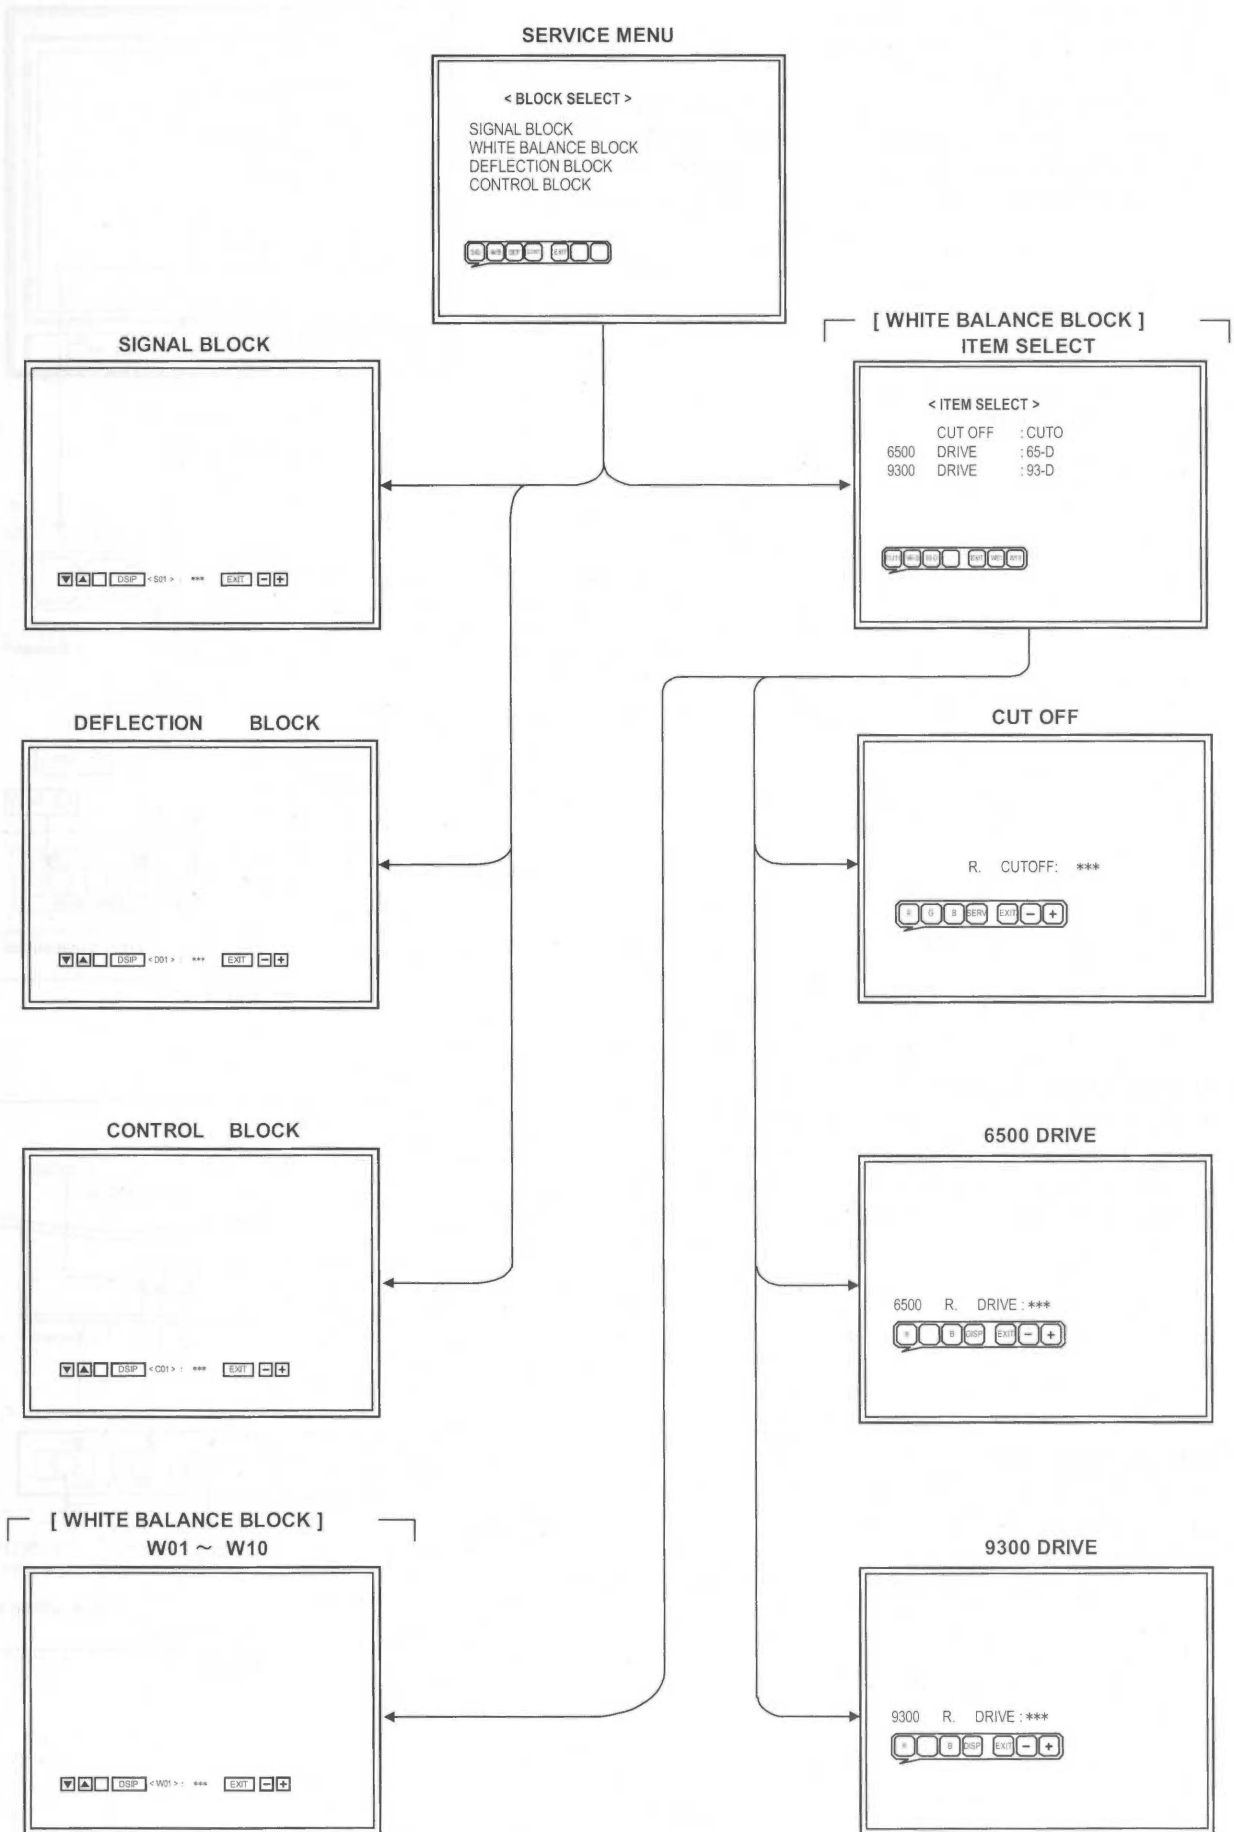 SERVICE MENU
< BLOCK SELECT >
SIGNAL BLOCK
WHITE BALANCE BLOCK
DEFLECTION BLOCK
CONTROL BLOCK
EXIT
SIGNAL BLOCK
DSIP < S01 > : *** EXIT − +
[ WHITE BALANCE BLOCK ]
ITEM SELECT
< ITEM SELECT >
CUT OFF : CUTO
6500 DRIVE : 65-D
9300 DRIVE : 93-D
EXIT
DEFLECTION BLOCK
DSIP < D01 > : *** EXIT − +
CUT OFF
R. CUTOFF: ***
R G B SERV EXIT − +
CONTROL BLOCK
DSIP < C01 > : *** EXIT − +
6500 DRIVE
6500 R. DRIVE : ***
R B DISP EXIT − +
[ WHITE BALANCE BLOCK ]
W01 ～ W10
DSIP < W01 > : *** EXIT − +
9300 DRIVE
9300 R. DRIVE : ***
R B DISP EXIT − +